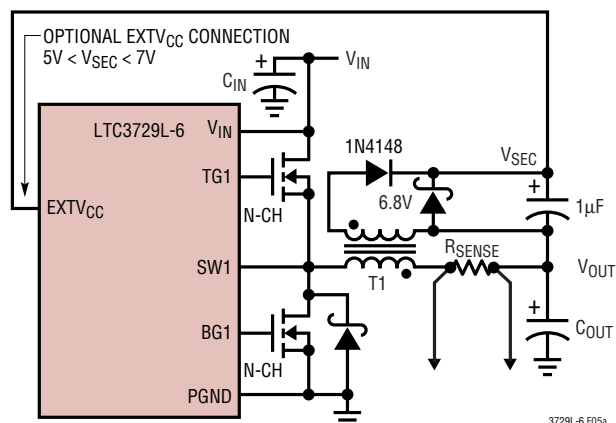 OPTIONAL EXTVCC CONNECTION
5V < VSEC < 7V
+
CIN
VIN
LTC3729L-6
VIN
1N4148
VSEC
TG1
6.8V
+
1µF
EXTVCC
N-CH
RSENSE
SW1
VOUT
T1
+
COUT
BG1
N-CH
PGND
3729L-6 F05a